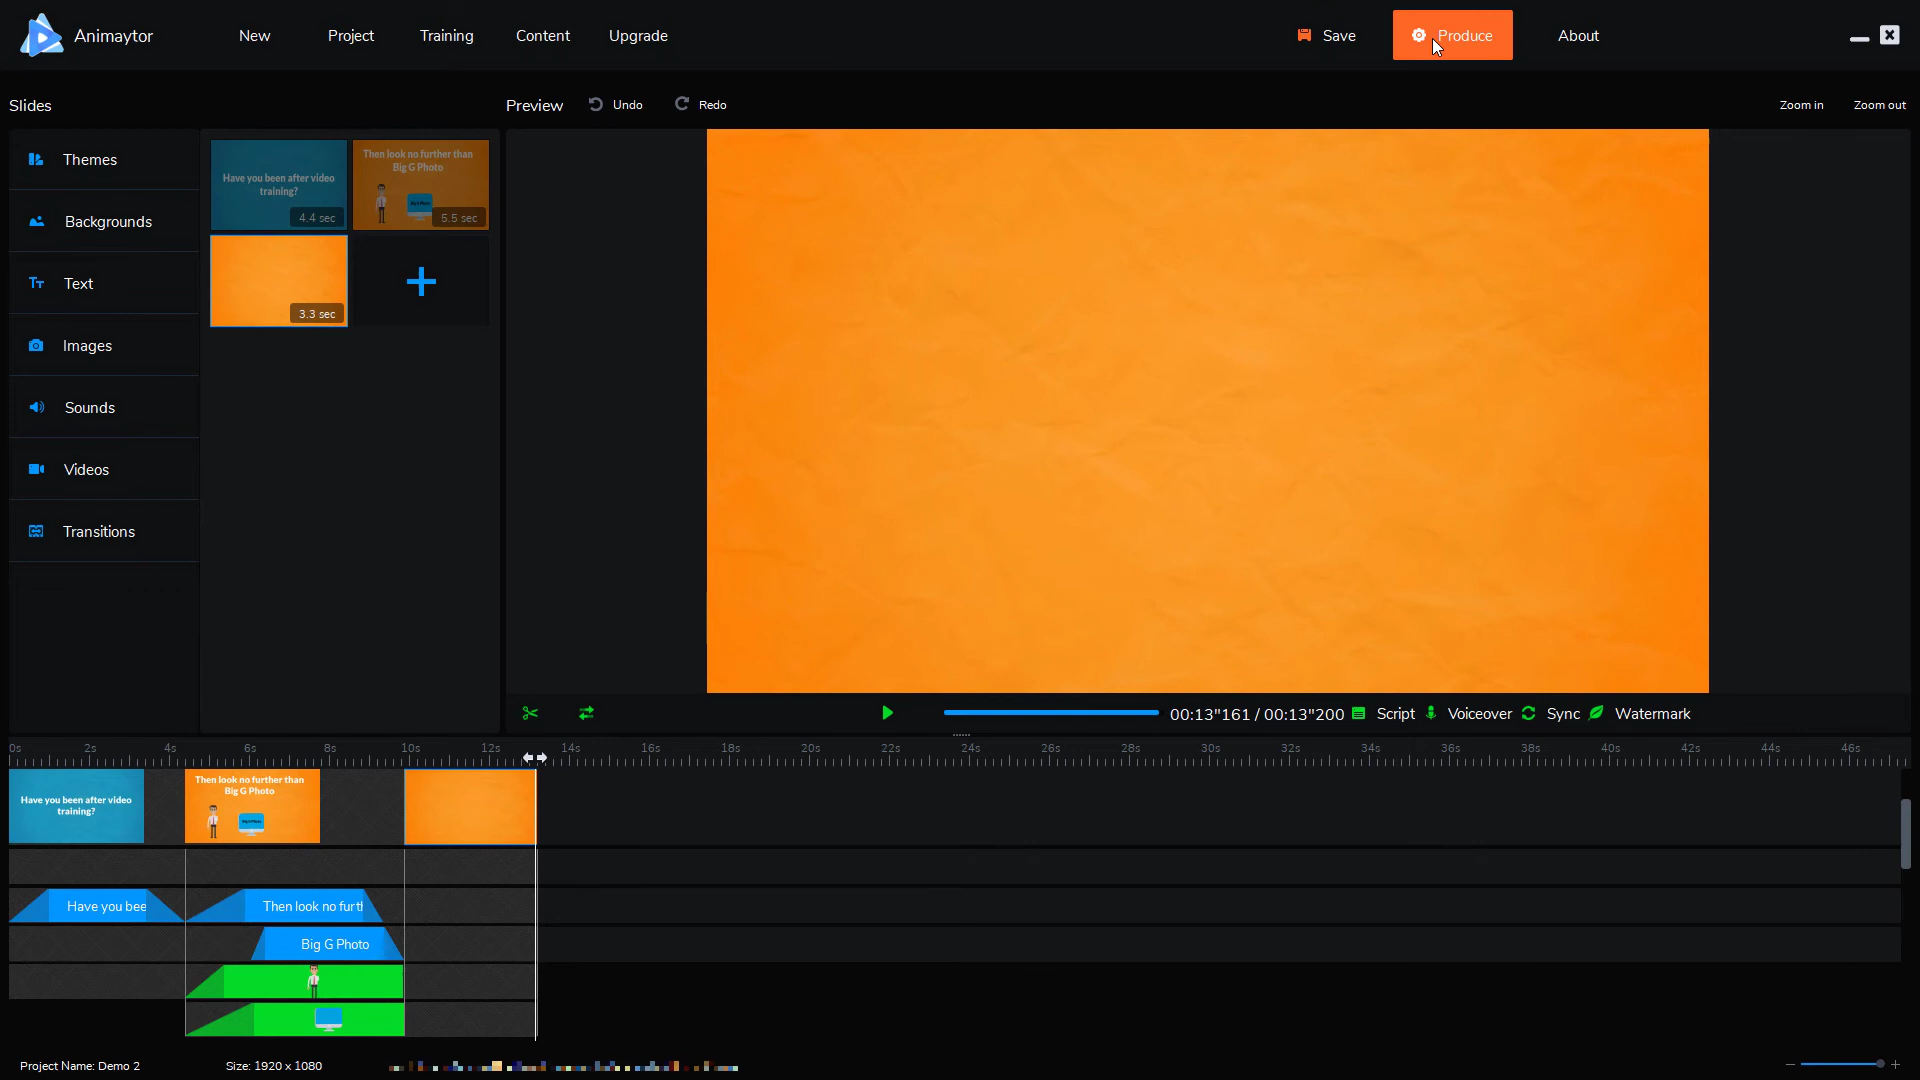 Animaytor
New
Project
Training
Content
Upgrade
Save
Produce
About
Slides
Preview
Undo
Redo
Zoom in
Zoom out
Themes
Backgrounds
Text
Images
Sounds
Videos
Transitions
Have you been after video
training?
4.4 sec
Then look no further than
Big G Photo
5.5 sec
3.3 sec
00:13"161 / 00:13"200
Script
Voiceover
Sync
Watermark
0s 2s 4s 6s 8s 10s 12s 14s 16s 18s 20s 22s 24s 26s 28s 30s 32s 34s 36s 38s 40s 42s 44s 46s
Have you been after video
training?
Then look no further than
Big G Photo
Have you bee
Then look no furth
Big G Photo
Project Name: Demo 2
Size: 1920 x 1080